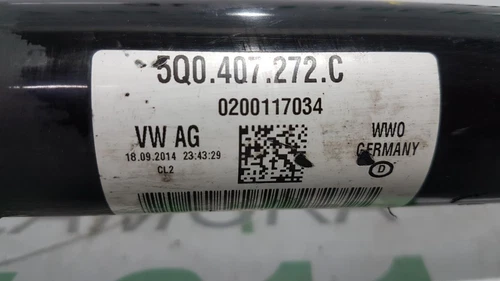 5Q0.407.272.C
0200117034
VW AG
18.09.2014 23:43:29
CL2
WWO
GERMANY
D